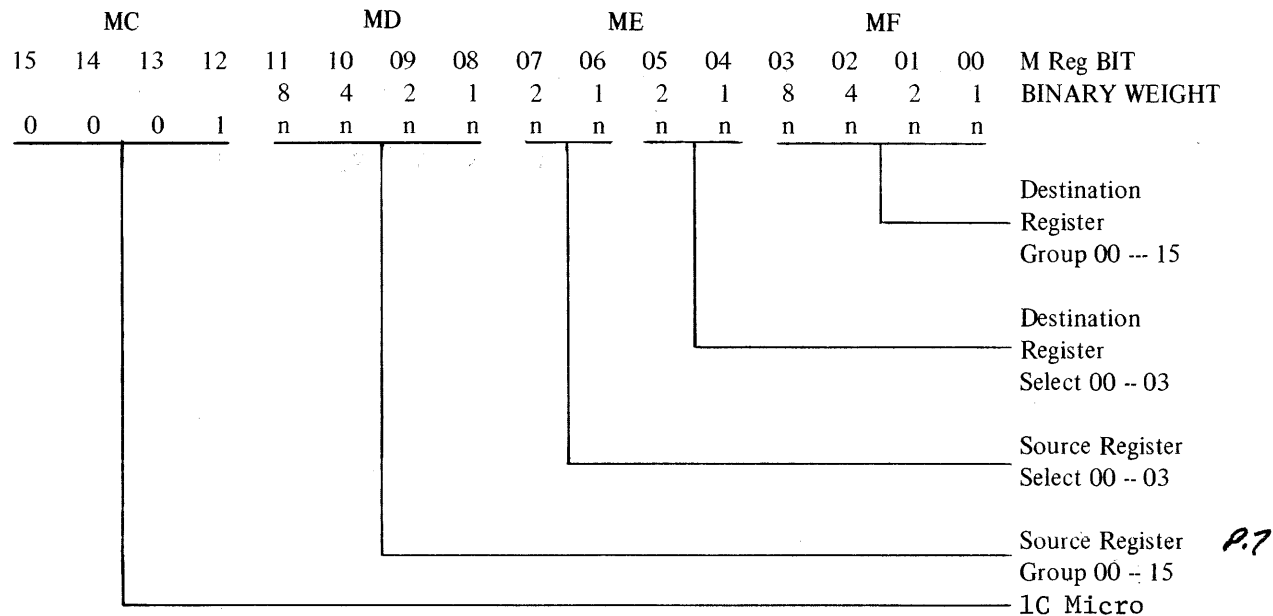 MC MD ME MF
15 14 13 12 11 10 09 08 07 06 05 04 03 02 01 00 M Reg BIT
8 4 2 1 2 1 2 1 8 4 2 1 BINARY WEIGHT
0 0 0 1 n n n n n n n n n n n n
Destination
Register
Group 00 --- 15
Destination
Register
Select 00 -- 03
Source Register
Select 00 -- 03
Source Register P.7
Group 00 -- 15
1C Micro